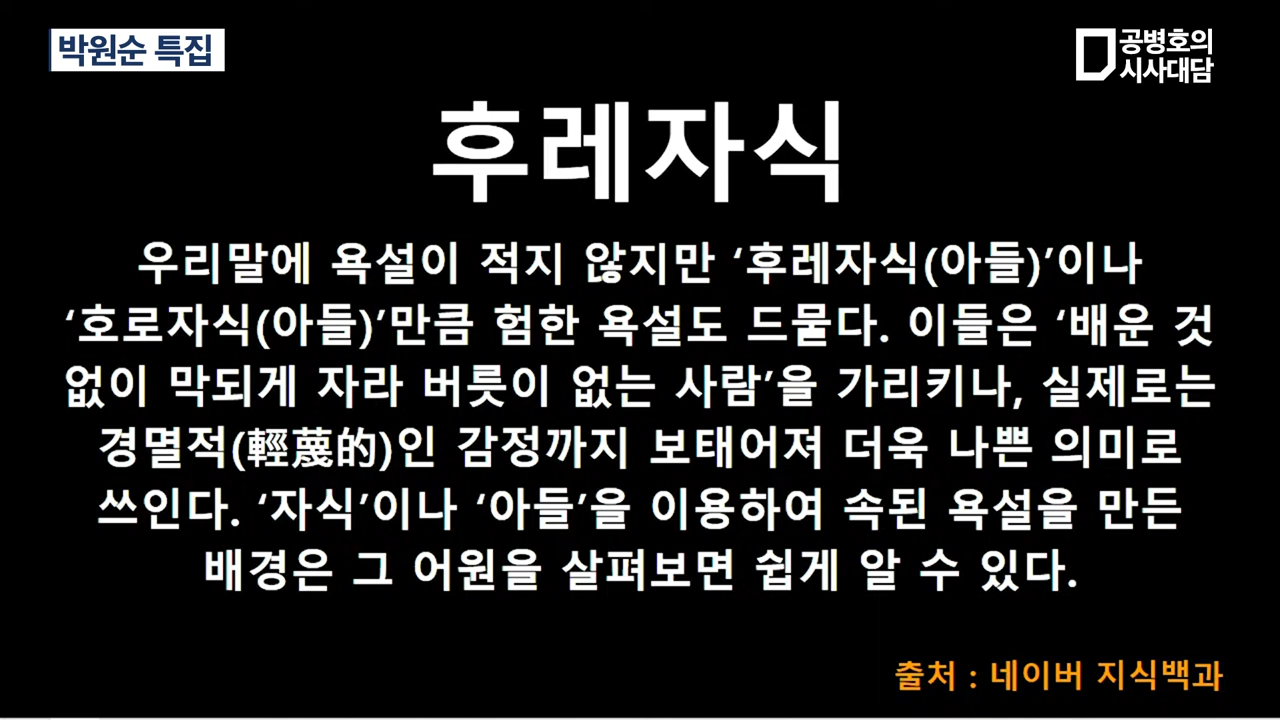 박원순 특집
공병호의
시사대담
후레자식
우리말에 욕설이 적지 않지만 ‘후레자식(아들)’이나
‘호로자식(아들)’만큼 험한 욕설도 드물다. 이들은 ‘배운 것
없이 막되게 자라 버릇이 없는 사람’을 가리키나, 실제로는
경멸적(輕蔑的)인 감정까지 보태어져 더욱 나쁜 의미로
쓰인다. ‘자식’이나 ‘아들’을 이용하여 속된 욕설을 만든
배경은 그 어원을 살펴보면 쉽게 알 수 있다.
출처 : 네이버 지식백과